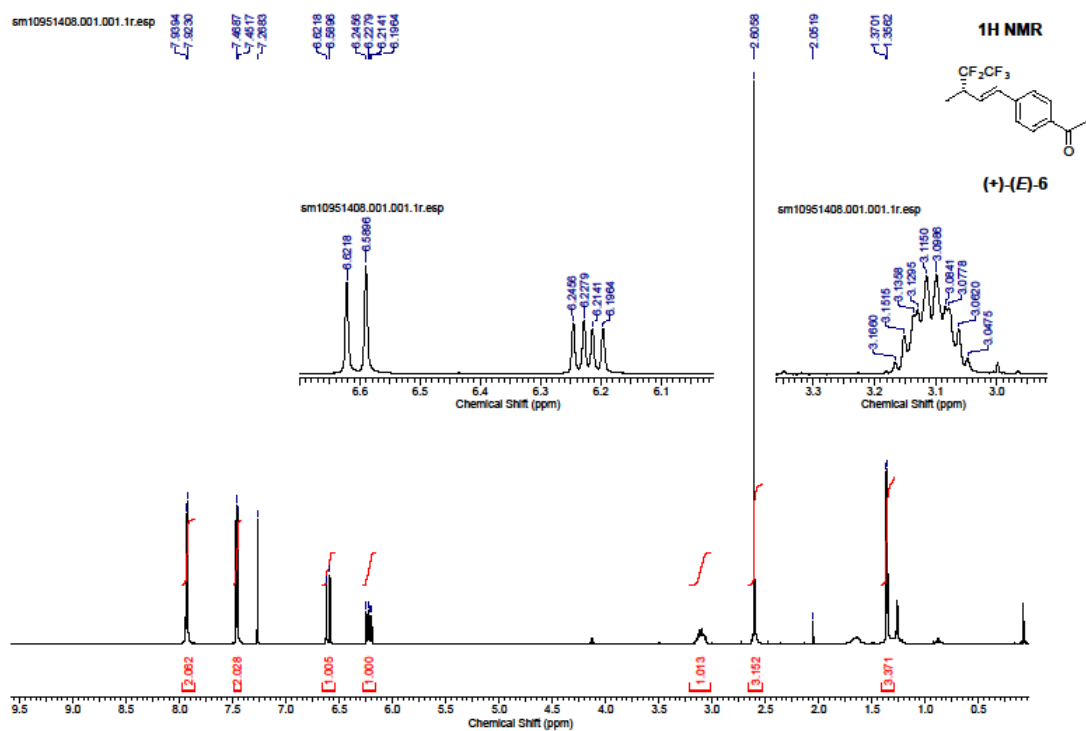 sm10951408.001.001.1r.esp
7.9394
7.9230
7.4687
7.4517
7.2683
6.6218
6.5896
6.2456
6.2279
6.2141
6.1964
2.6058
2.0519
1.3701
1.3562
1H NMR
CF2CF3
O
(+)-(E)-6
sm10951408.001.001.1r.esp
6.6218
6.5896
6.2456
6.2279
6.2141
6.1964
6.6 6.5 6.4 6.3 6.2 6.1
Chemical Shift (ppm)
sm10951408.001.001.1r.esp
3.1660
3.1515
3.1358
3.1295
3.1150
3.0986
3.0841
3.0778
3.0620
3.0475
3.3 3.2 3.1 3.0
Chemical Shift (ppm)
2.062 2.028 1.005 1.000 1.013 3.152 3.371
9.5 9.0 8.5 8.0 7.5 7.0 6.5 6.0 5.5 5.0 4.5 4.0 3.5 3.0 2.5 2.0 1.5 1.0 0.5
Chemical Shift (ppm)